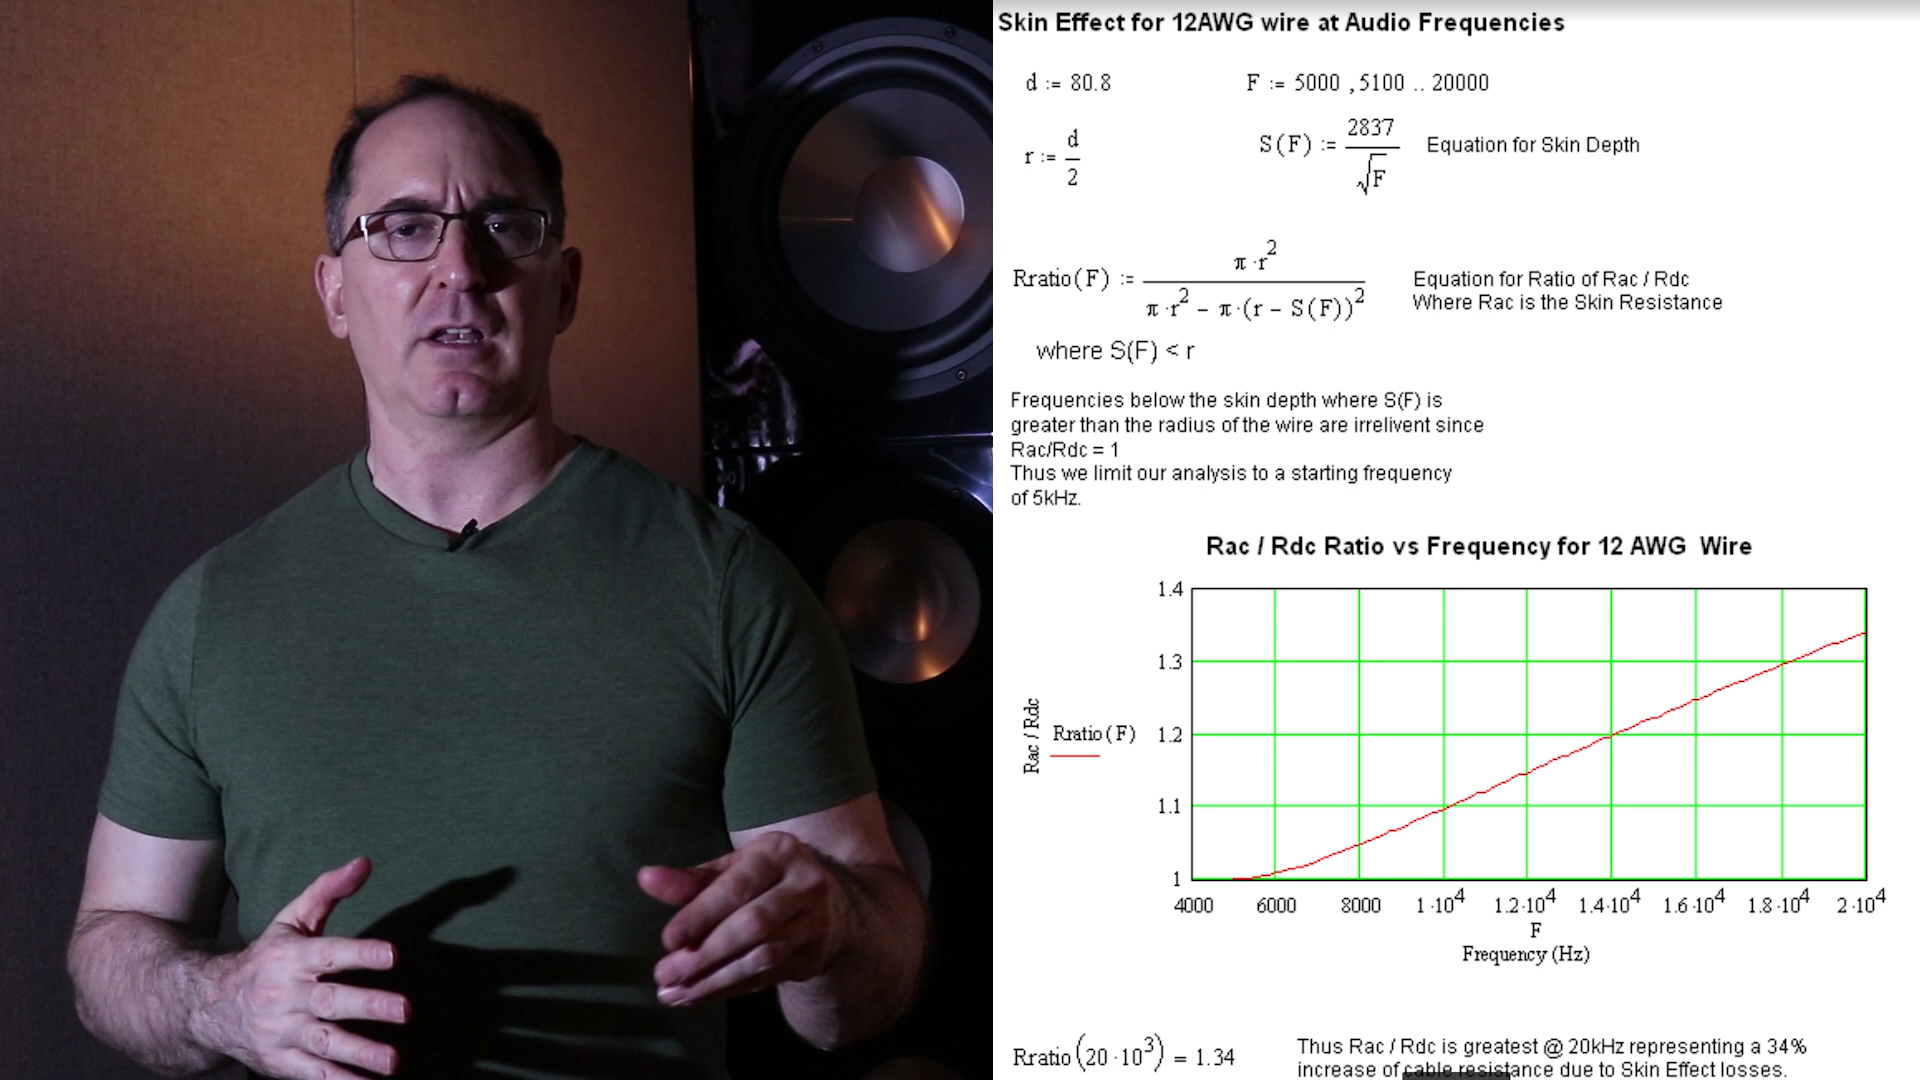 Skin Effect for 12AWG wire at Audio Frequencies
d := 80.8
F := 5000 ,5100 .. 20000
r := d/2
S(F) := 2837/√F
Equation for Skin Depth
Rratio(F) := π·r²/(π·r² − π·(r − S(F))²)
Equation for Ratio of Rac / Rdc
Where Rac is the Skin Resistance
where S(F) < r
Frequencies below the skin depth where S(F) is
greater than the radius of the wire are irrelivent since
Rac/Rdc = 1
Thus we limit our analysis to a starting frequency
of 5kHz.
Rac / Rdc Ratio vs Frequency for 12 AWG Wire
1.4
1.3
1.2
1.1
1
Rac / Rdc
Rratio(F)
4000 6000 8000 1·10⁴ 1.2·10⁴ 1.4·10⁴ 1.6·10⁴ 1.8·10⁴ 2·10⁴
F
Frequency (Hz)
Rratio(20·10³) = 1.34
Thus Rac / Rdc is greatest @ 20kHz representing a 34%
increase of cable resistance due to Skin Effect losses.